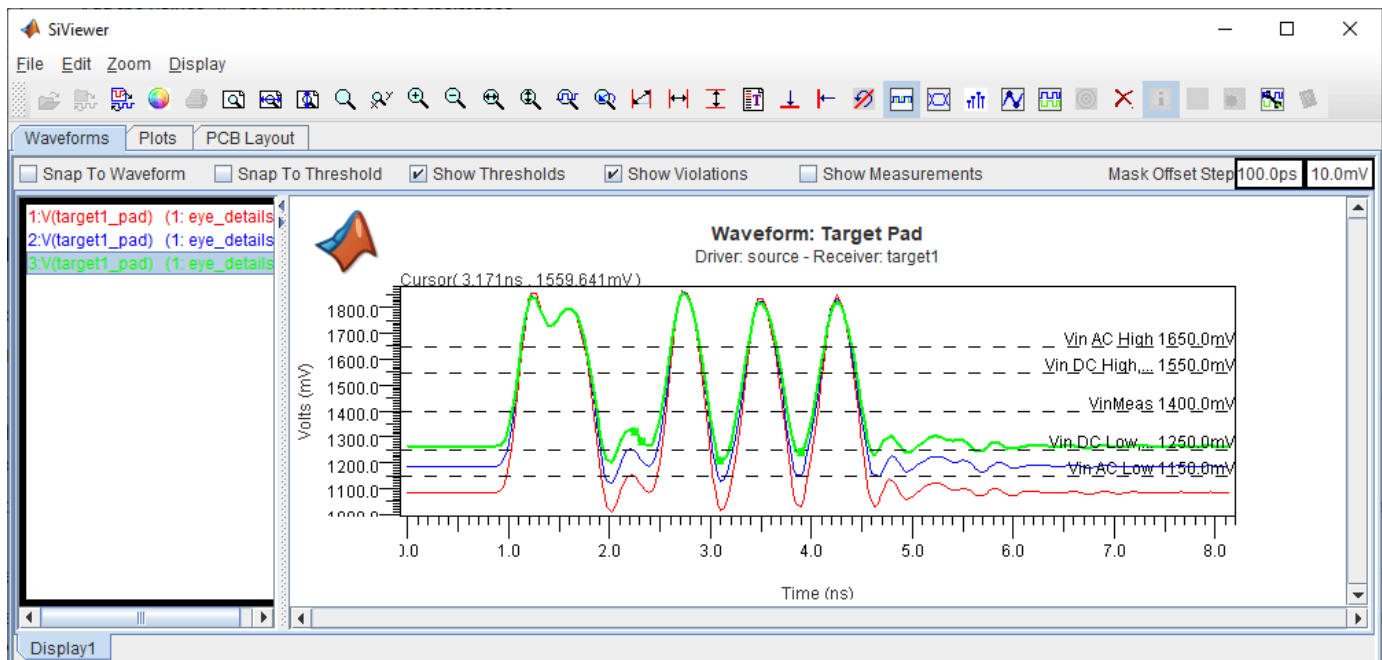 SiViewer
File Edit Zoom Display
Waveforms Plots PCB Layout
Snap To Waveform Snap To Threshold Show Thresholds Show Violations Show Measurements Mask Offset Step 100.0ps 10.0mV
1:V(target1_pad) (1: eye_details
2:V(target1_pad) (1: eye_details
3:V(target1_pad) (1: eye_details
Waveform: Target Pad
Driver: source - Receiver: target1
Cursor( 3.171ns , 1559.641mV )
Volts (mV)
1800.0
1700.0
1600.0
1500.0
1400.0
1300.0
1200.0
1100.0
Vin AC High 1650.0mV
Vin DC High,... 1550.0mV
VinMeas 1400.0mV
Vin DC Low,... 1250.0mV
Vin AC Low 1150.0mV
0.0 1.0 2.0 3.0 4.0 5.0 6.0 7.0 8.0
Time (ns)
Display1